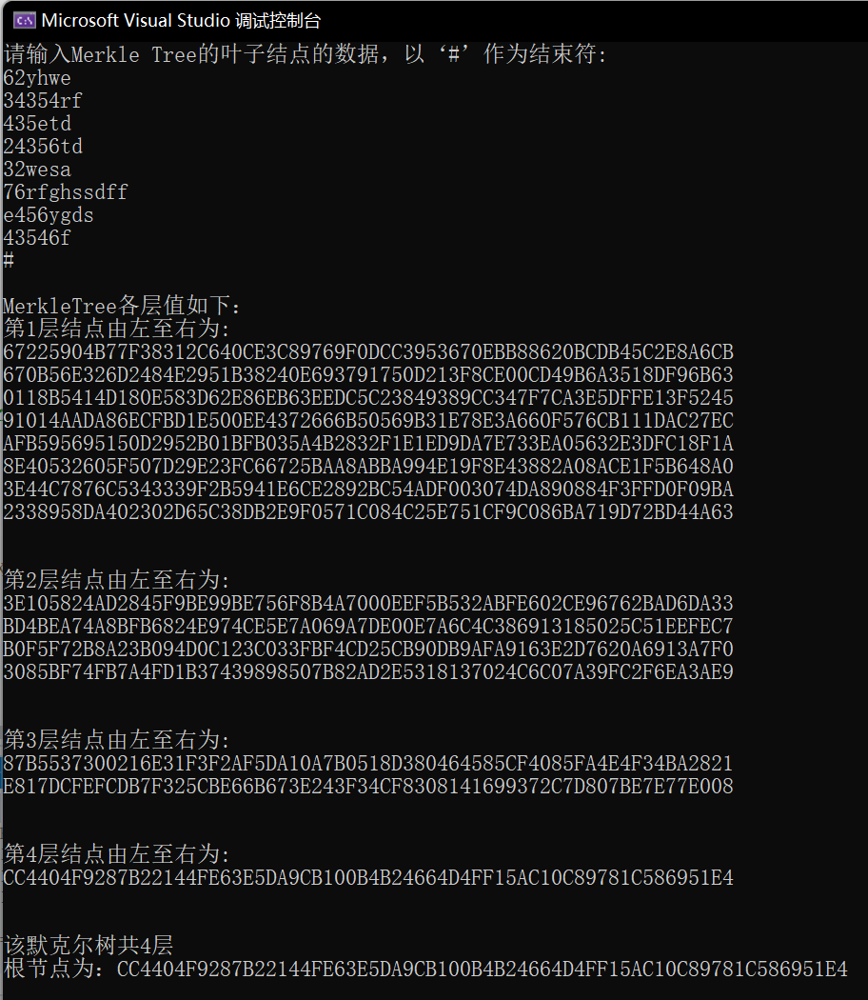 Microsoft Visual Studio 调试控制台
请输入Merkle Tree的叶子结点的数据，以‘#’作为结束符:
62yhwe
34354rf
435etd
24356td
32wesa
76rfghssdff
e456ygds
43546f
#
MerkleTree各层值如下：
第1层结点由左至右为:
67225904B77F38312C640CE3C89769F0DCC3953670EBB88620BCDB45C2E8A6CB
670B56E326D2484E2951B38240E693791750D213F8CE00CD49B6A3518DF96B63
0118B5414D180E583D62E86EB63EEDC5C23849389CC347F7CA3E5DFFE13F5245
91014AADA86ECFBD1E500EE4372666B50569B31E78E3A660F576CB111DAC27EC
AFB595695150D2952B01BFB035A4B2832F1E1ED9DA7E733EA05632E3DFC18F1A
8E40532605F507D29E23FC66725BAA8ABBA994E19F8E43882A08ACE1F5B648A0
3E44C7876C5343339F2B5941E6CE2892BC54ADF003074DA890884F3FFD0F09BA
2338958DA402302D65C38DB2E9F0571C084C25E751CF9C086BA719D72BD44A63
第2层结点由左至右为:
3E105824AD2845F9BE99BE756F8B4A7000EEF5B532ABFE602CE96762BAD6DA33
BD4BEA74A8BFB6824E974CE5E7A069A7DE00E7A6C4C386913185025C51EEFEC7
B0F5F72B8A23B094D0C123C033FBF4CD25CB90DB9AFA9163E2D7620A6913A7F0
3085BF74FB7A4FD1B37439898507B82AD2E5318137024C6C07A39FC2F6EA3AE9
第3层结点由左至右为:
87B5537300216E31F3F2AF5DA10A7B0518D380464585CF4085FA4E4F34BA2821
E817DCFEFCDB7F325CBE66B673E243F34CF8308141699372C7D807BE7E77E008
第4层结点由左至右为:
CC4404F9287B22144FE63E5DA9CB100B4B24664D4FF15AC10C89781C586951E4
该默克尔树共4层
根节点为：CC4404F9287B22144FE63E5DA9CB100B4B24664D4FF15AC10C89781C586951E4